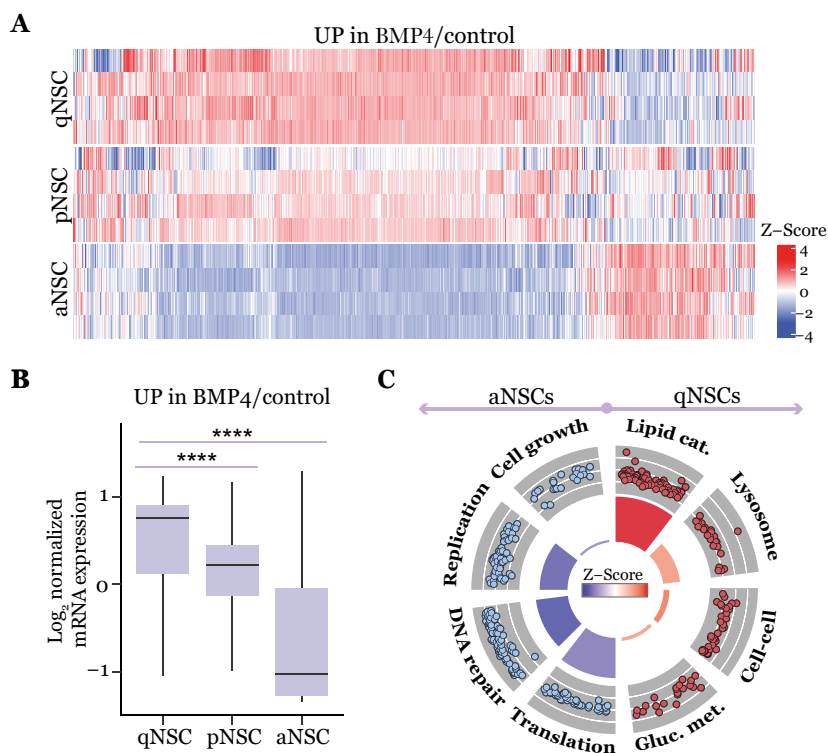 A
UP in BMP4/control
qNSC
pNSC
aNSC
Z–Score
4
2
0
−2
−4
B
UP in BMP4/control
****
****
Log₂ normalized
mRNA expression
1
0
−1
qNSC
pNSC
aNSC
C
aNSCs
qNSCs
Cell growth
Lipid cat.
Replication
Lysosome
Z–Score
DNA repair
Cell-cell
Translation
Gluc. met.